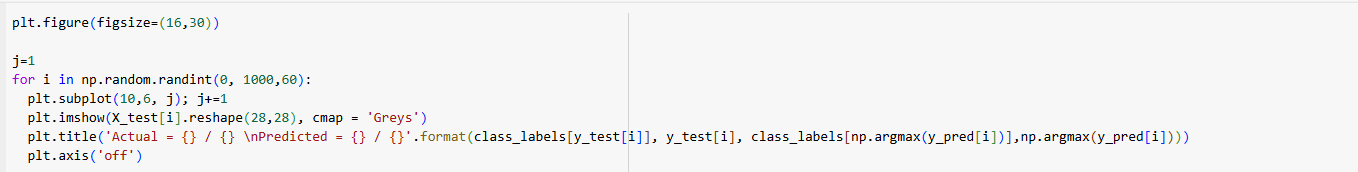 plt.figure(figsize=(16,30))
j=1
for i in np.random.randint(0, 1000,60):
  plt.subplot(10,6, j); j+=1
  plt.imshow(X_test[i].reshape(28,28), cmap = 'Greys')
  plt.title('Actual = {} / {} \nPredicted = {} / {}'.format(class_labels[y_test[i]], y_test[i], class_labels[np.argmax(y_pred[i])],np.argmax(y_pred[i])))
  plt.axis('off')